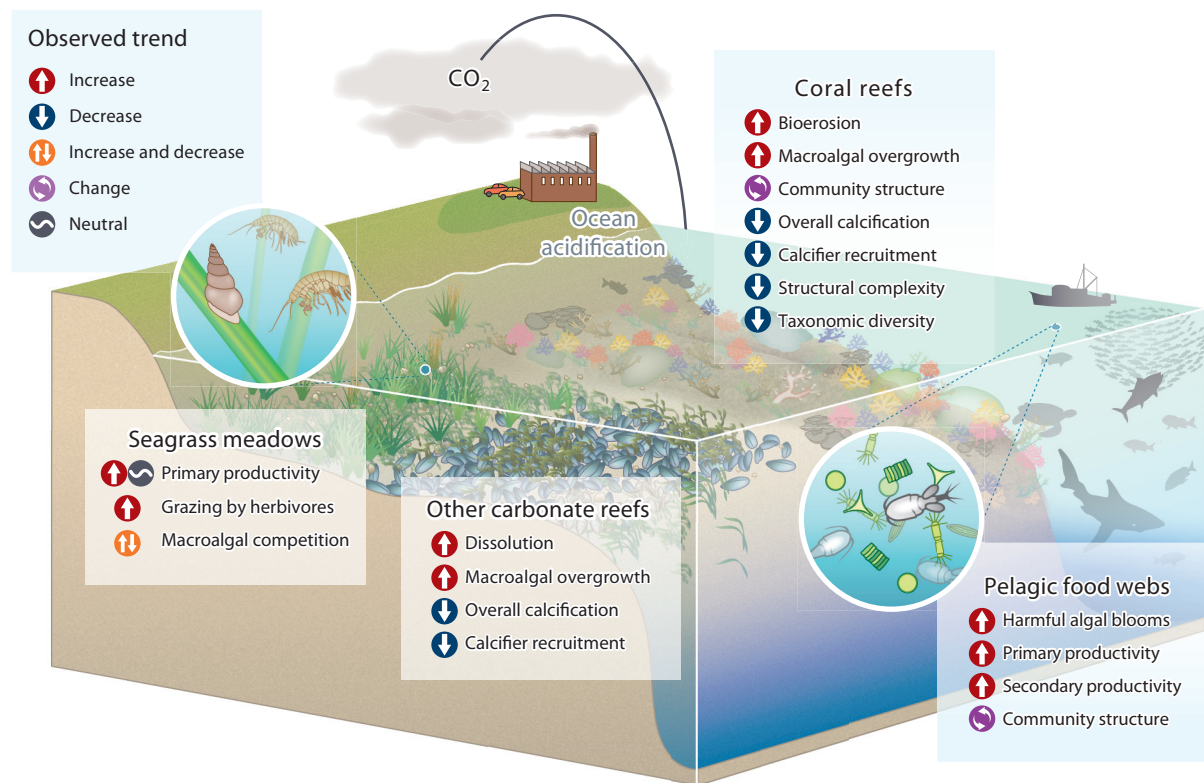 Observed trend
Increase
Decrease
Increase and decrease
Change
Neutral
CO2
Ocean
acidification
Coral reefs
Bioerosion
Macroalgal overgrowth
Community structure
Overall calcification
Calcifier recruitment
Structural complexity
Taxonomic diversity
Seagrass meadows
Primary productivity
Grazing by herbivores
Macroalgal competition
Other carbonate reefs
Dissolution
Macroalgal overgrowth
Overall calcification
Calcifier recruitment
Pelagic food webs
Harmful algal blooms
Primary productivity
Secondary productivity
Community structure